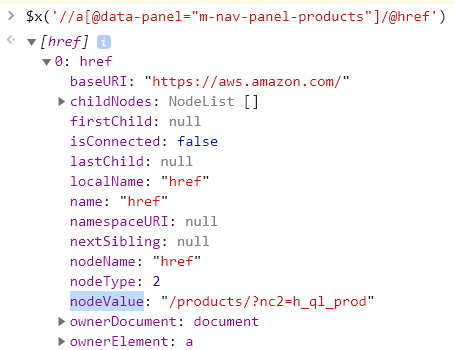 > $x('//a[@data-panel="m-nav-panel-products"]/@href')
[href] i
0: href
baseURI: "https://aws.amazon.com/"
childNodes: NodeList []
firstChild: null
isConnected: false
lastChild: null
localName: "href"
name: "href"
namespaceURI: null
nextSibling: null
nodeName: "href"
nodeType: 2
nodeValue: "/products/?nc2=h_ql_prod"
ownerDocument: document
ownerElement: a